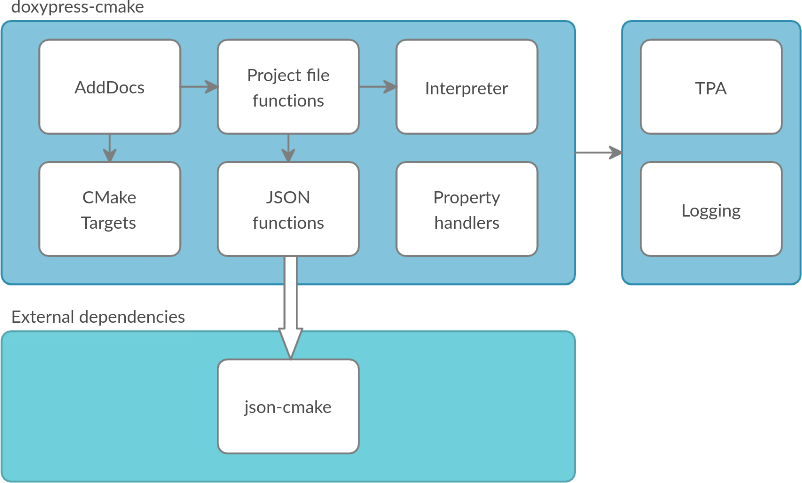 doxypress-cmake
AddDocs
Project file
functions
Interpreter
TPA
CMake
Targets
JSON
functions
Property
handlers
Logging
External dependencies
json-cmake